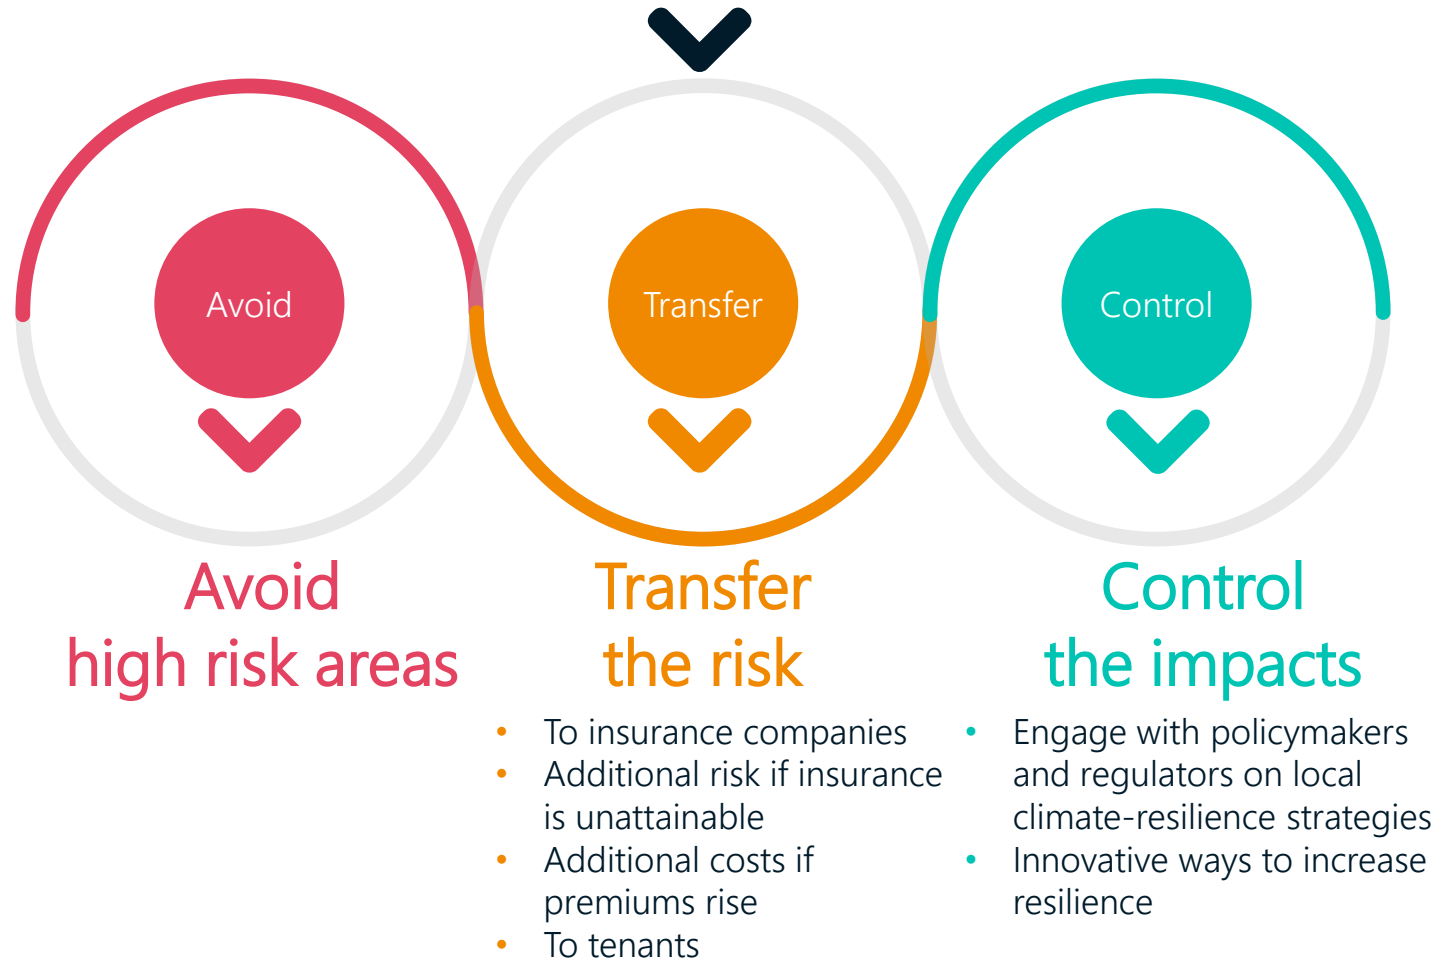 Avoid
Transfer
Control
Avoid
high risk areas
Transfer
the risk
• To insurance companies
• Additional risk if insurance
is unattainable
• Additional costs if
premiums rise
• To tenants
Control
the impacts
• Engage with policymakers
and regulators on local
climate-resilience strategies
• Innovative ways to increase
resilience